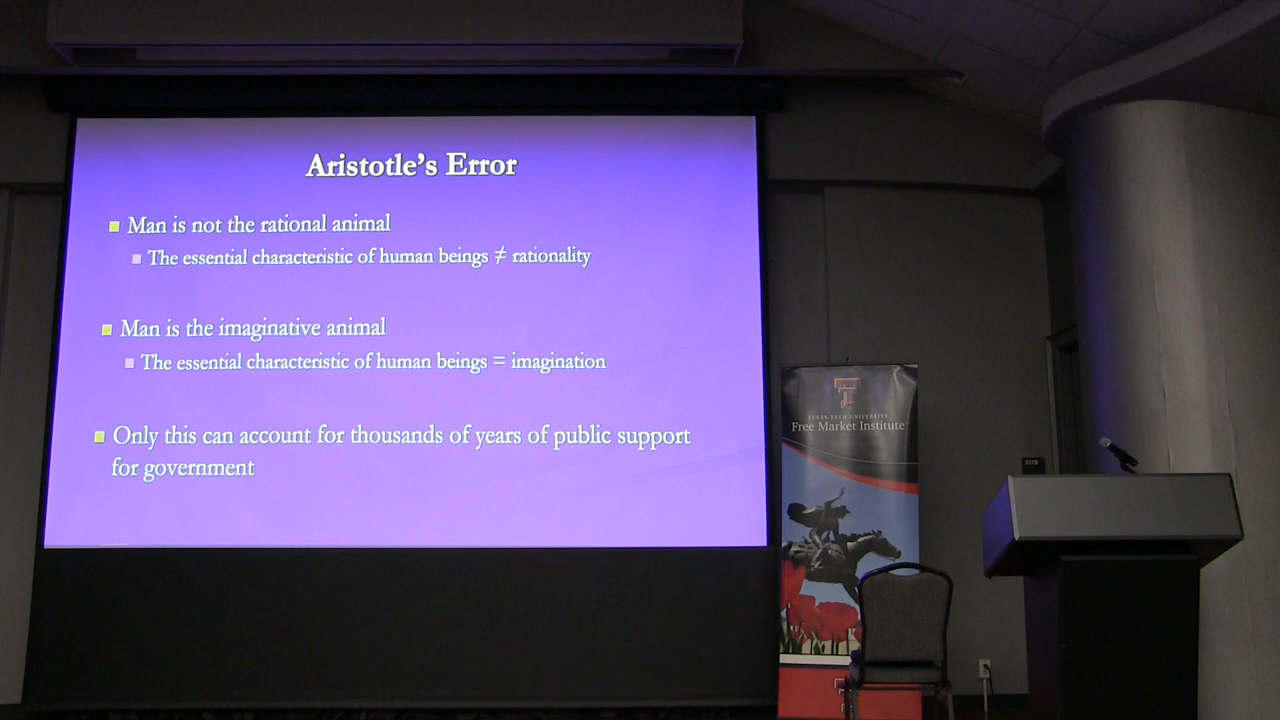 Aristotle's Error
Man is not the rational animal
The essential characteristic of human beings ≠ rationality
Man is the imaginative animal
The essential characteristic of human beings = imagination
Only this can account for thousands of years of public support
for government
TEXAS TECH UNIVERSITY
Free Market Institute